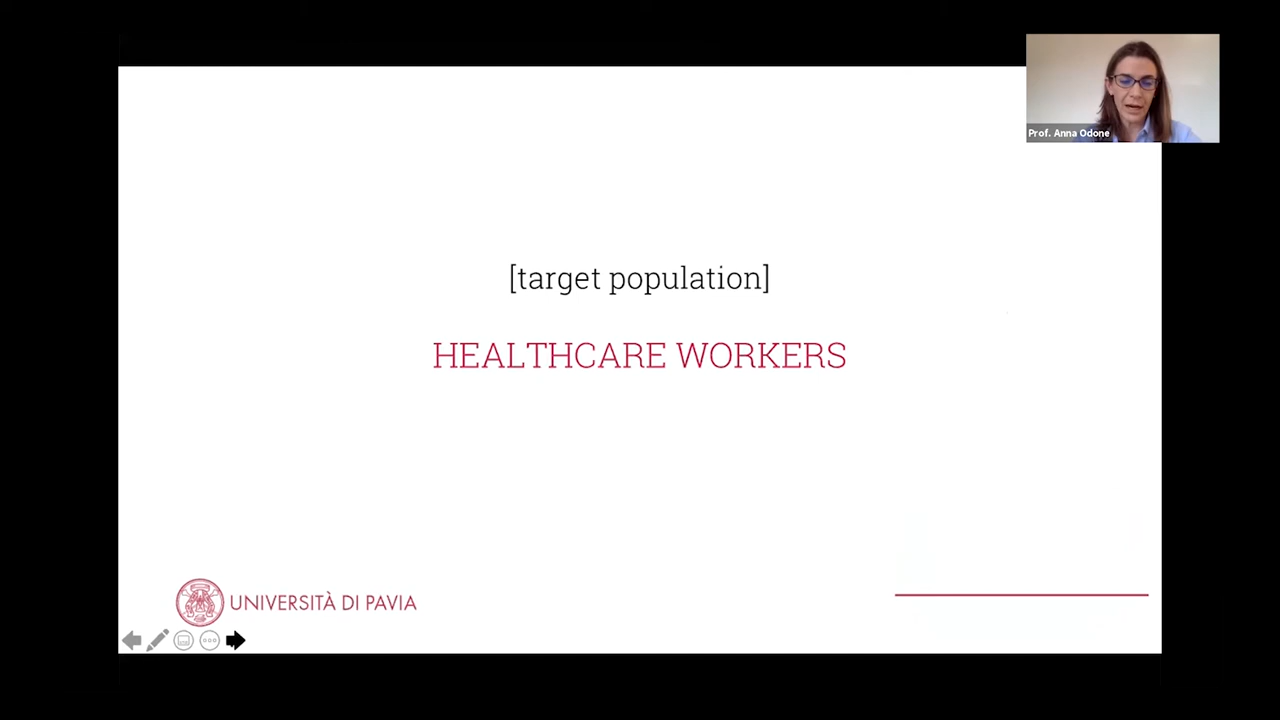 Prof. Anna Odone
[target population]
HEALTHCARE WORKERS
UNIVERSITÀ DI PAVIA